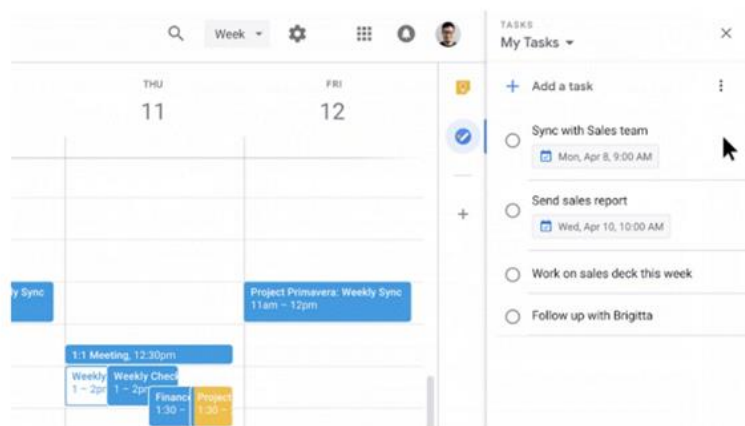 Week
THU
11
FRI
12
y Sync
Project Primavera: Weekly Sync
11am – 12pm
1:1 Meeting, 12:30pm
Weekly
1 – 2pr
Weekly Check
1 – 2pr
Financ
1:30 –
Project
1:30 –
TASKS
My Tasks
Add a task
Sync with Sales team
Mon, Apr 8, 9:00 AM
Send sales report
Wed, Apr 10, 10:00 AM
Work on sales deck this week
Follow up with Brigitta